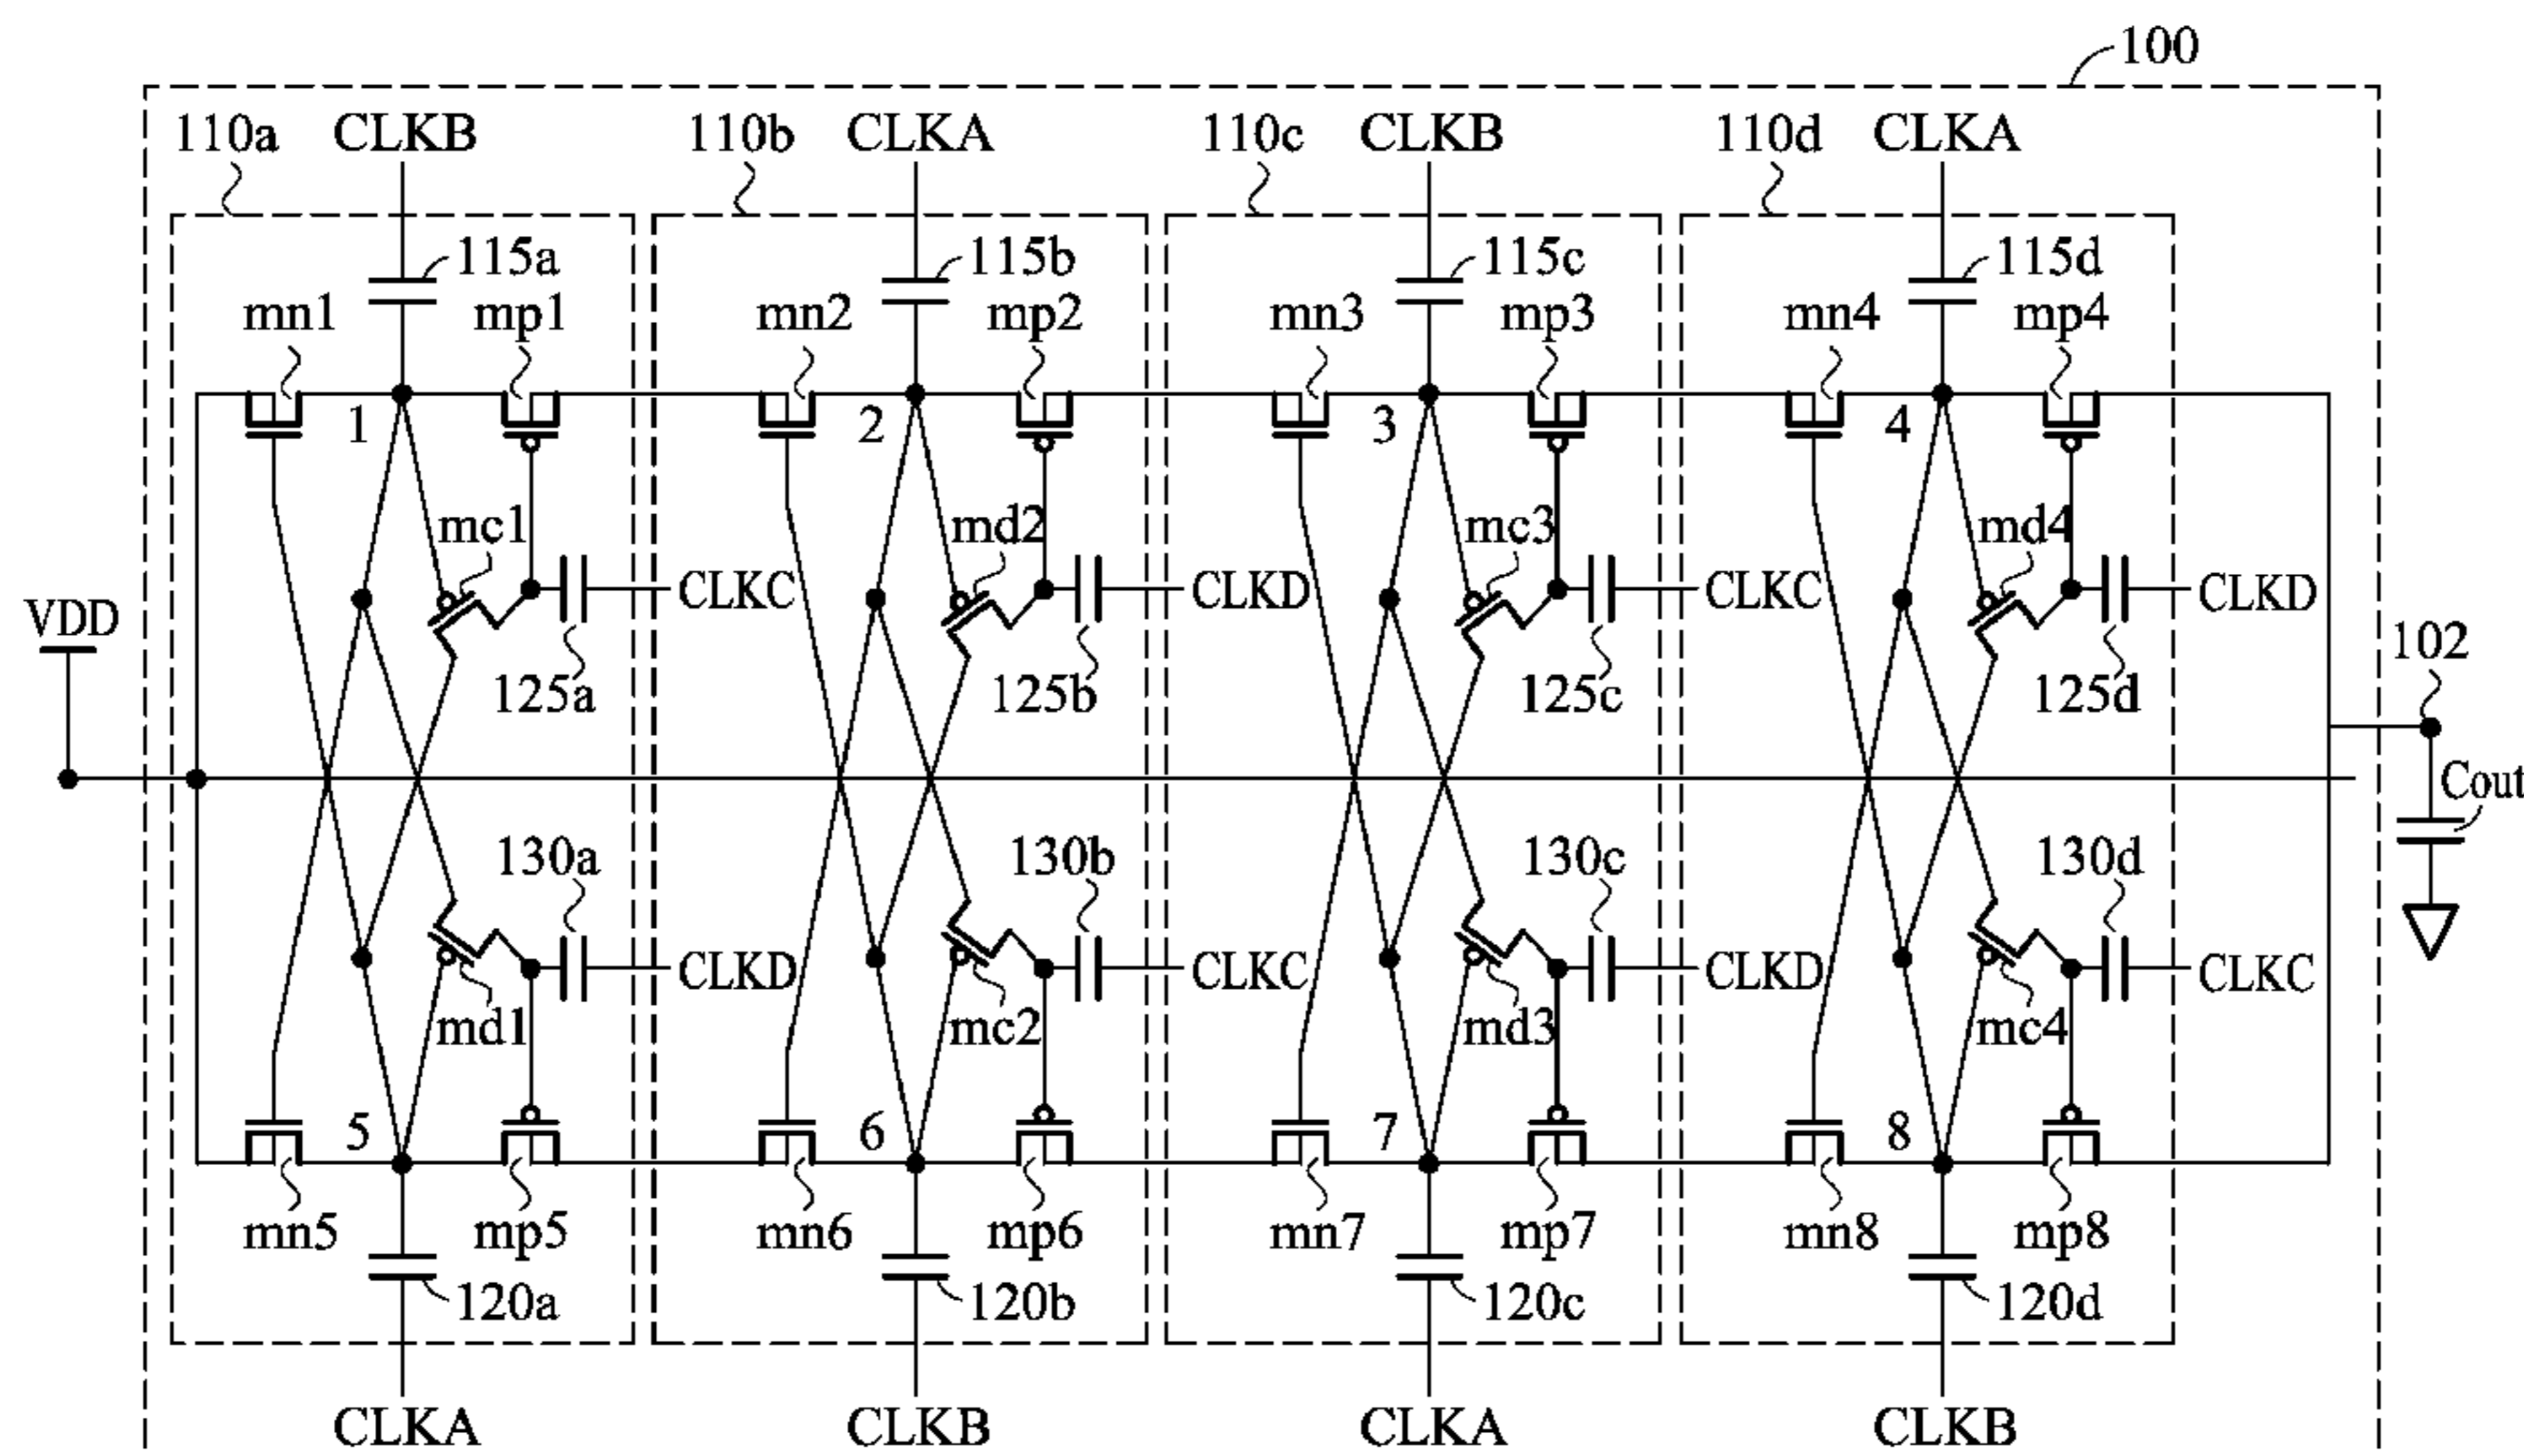 100
110a CLKB 110b CLKA 110c CLKB 110d CLKA
115a 115b 115c 115d
mn1 mp1 mn2 mp2 mn3 mp3 mn4 mp4
1 2 3 4
mc1 md2 mc3 md4
CLKC CLKD CLKC CLKD
VDD
102
125a 125b 125c 125d
Cout
130a 130b 130c 130d
CLKD CLKC CLKD CLKC
md1 mc2 md3 mc4
5 6 7 8
mn5 mp5 mn6 mp6 mn7 mp7 mn8 mp8
120a 120b 120c 120d
CLKA CLKB CLKA CLKB